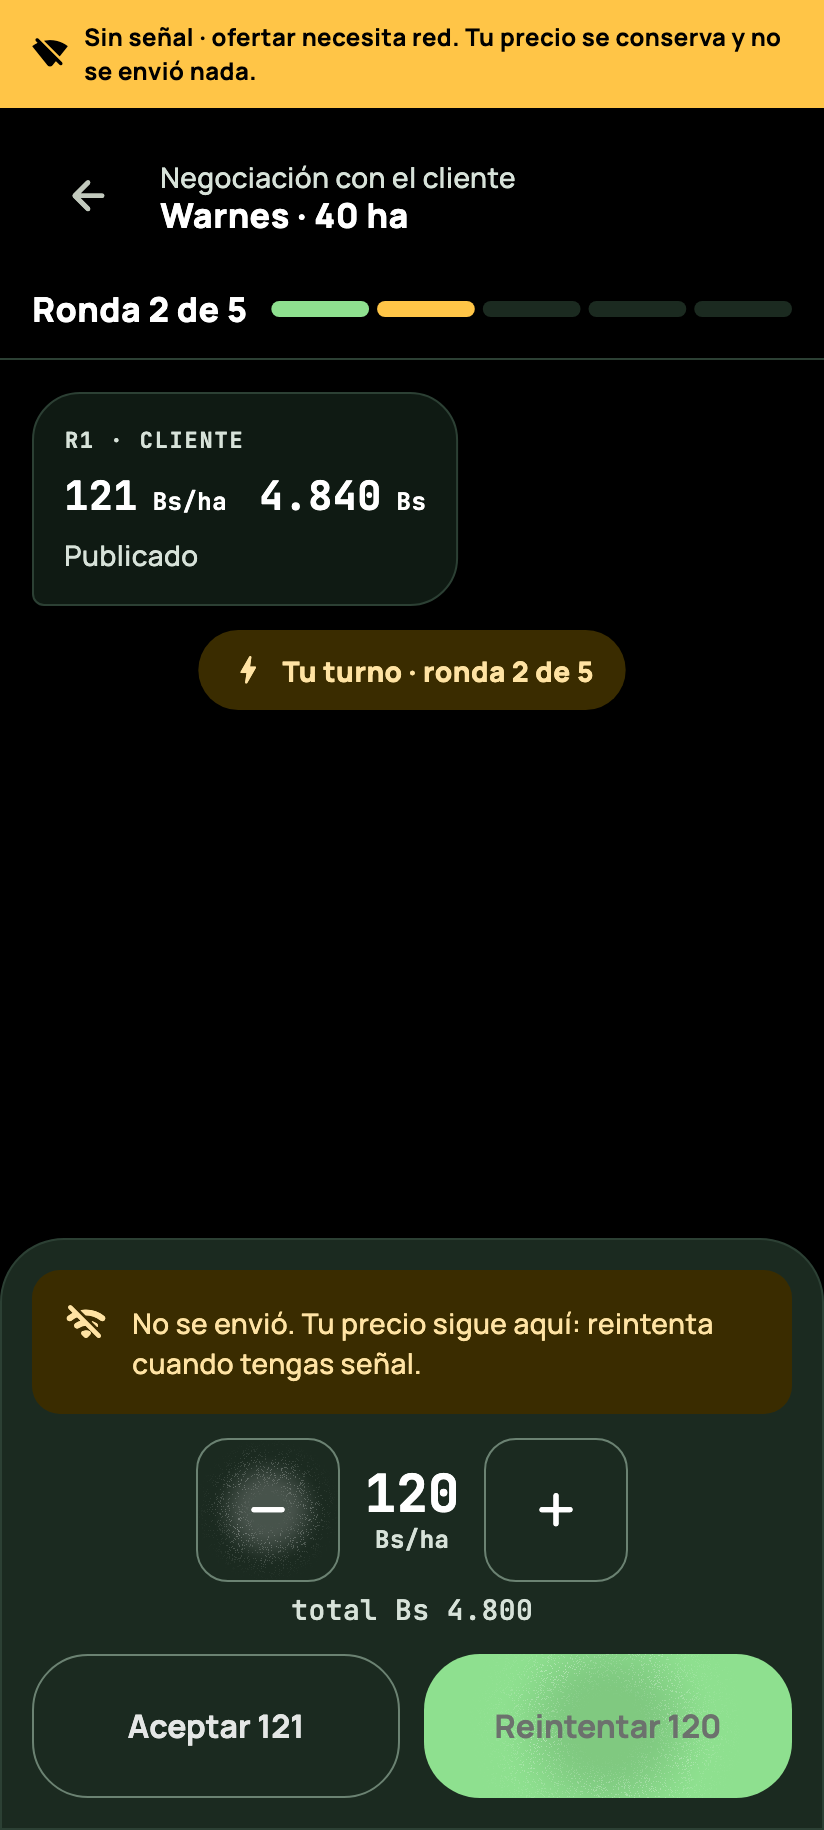 Sin señal · ofertar necesita red. Tu precio se conserva y no
se envió nada.
Negociación con el cliente
Warnes · 40 ha
Ronda 2 de 5
R1 · CLIENTE
121 Bs/ha 4.840 Bs
Publicado
Tu turno · ronda 2 de 5
No se envió. Tu precio sigue aquí: reintenta
cuando tengas señal.
− 120 +
Bs/ha
total Bs 4.800
Aceptar 121
Reintentar 120